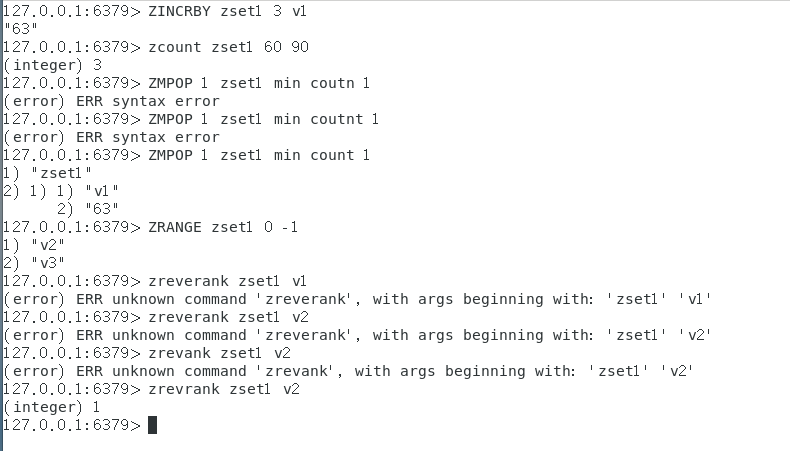 127.0.0.1:6379> ZINCRBY zset1 3 v1
"63"
127.0.0.1:6379> zcount zset1 60 90
(integer) 3
127.0.0.1:6379> ZMPOP 1 zset1 min coutn 1
(error) ERR syntax error
127.0.0.1:6379> ZMPOP 1 zset1 min coutnt 1
(error) ERR syntax error
127.0.0.1:6379> ZMPOP 1 zset1 min count 1
1) "zset1"
2) 1) 1) "v1"
      2) "63"
127.0.0.1:6379> ZRANGE zset1 0 -1
1) "v2"
2) "v3"
127.0.0.1:6379> zreverank zset1 v1
(error) ERR unknown command 'zreverank', with args beginning with: 'zset1' 'v1'
127.0.0.1:6379> zreverank zset1 v2
(error) ERR unknown command 'zreverank', with args beginning with: 'zset1' 'v2'
127.0.0.1:6379> zrevank zset1 v2
(error) ERR unknown command 'zrevank', with args beginning with: 'zset1' 'v2'
127.0.0.1:6379> zrevrank zset1 v2
(integer) 1
127.0.0.1:6379>